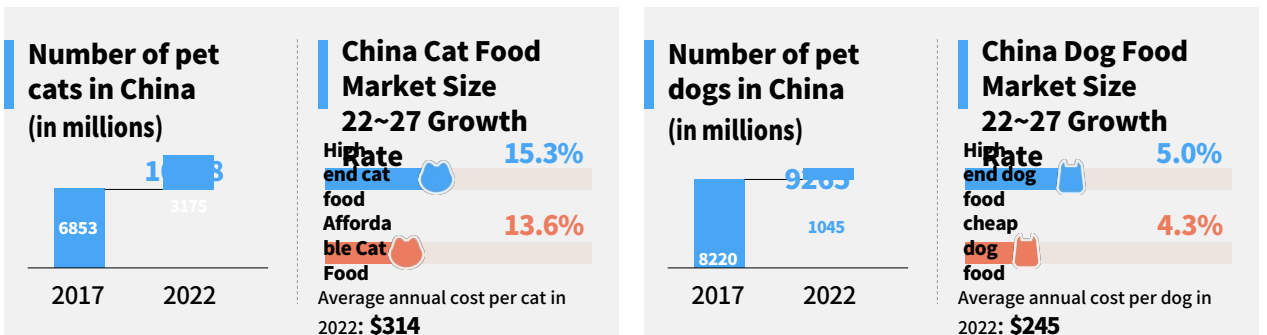 Number of pet
cats in China
(in millions)
6853
3175
2017
2022
China Cat Food
Market Size
22~27 Growth
Rate
High-
end cat
food
15.3%
Afforda
ble Cat
Food
13.6%
Average annual cost per cat in
2022: $314
Number of pet
dogs in China
(in millions)
9265
8220
1045
2017
2022
China Dog Food
Market Size
22~27 Growth
Rate
High-
end dog
food
5.0%
cheap
dog
food
4.3%
Average annual cost per dog in
2022: $245